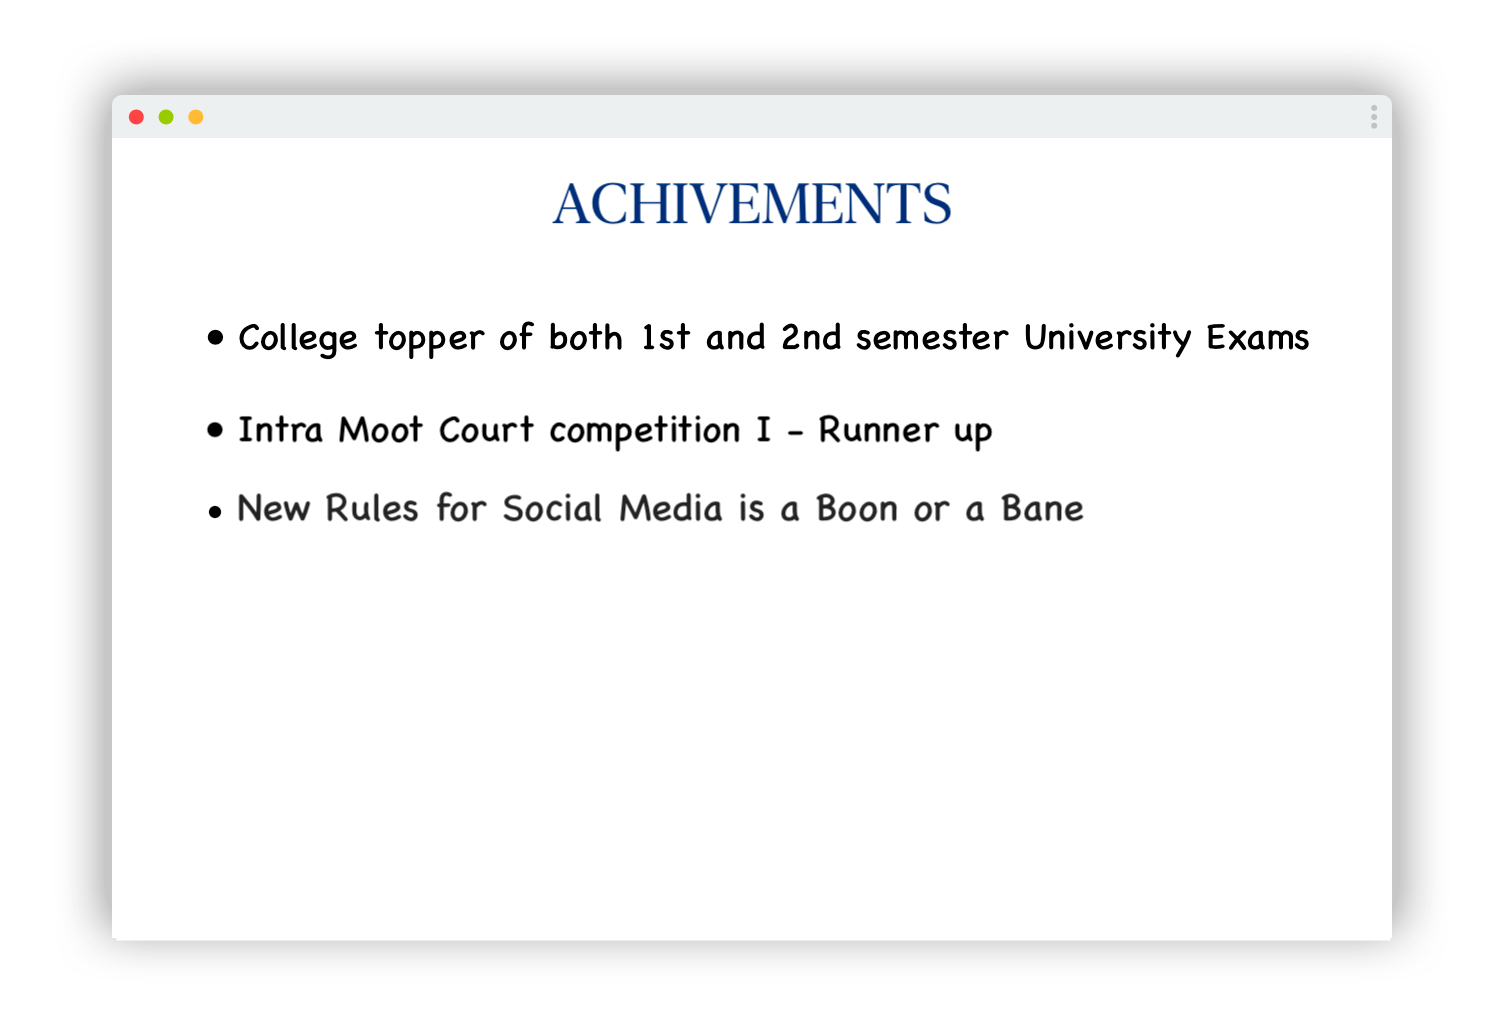 ACHIVEMENTS
• College topper of both 1st and 2nd semester University Exams
• Intra Moot Court competition I - Runner up
• New Rules for Social Media is a Boon or a Bane